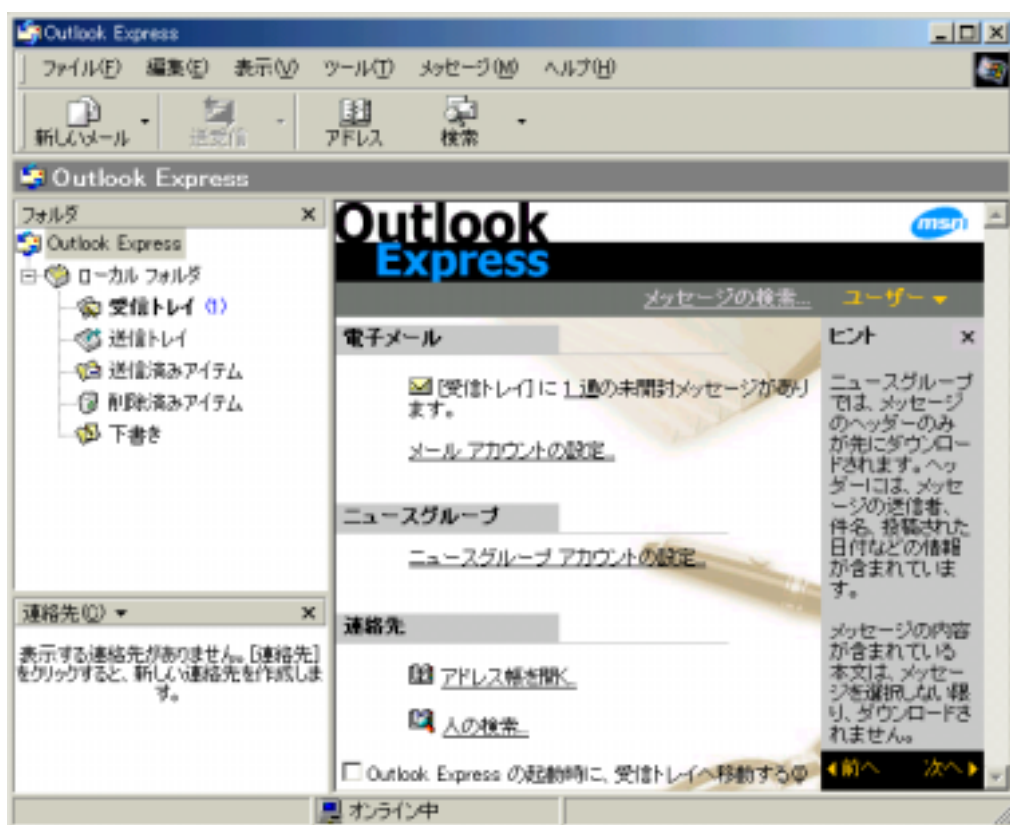 Outlook Express
ファイル(F) 編集(E) 表示(V) ツール(T) メッセージ(M) ヘルプ(H)
新しいメール 送受信 アドレス 検索
Outlook Express
フォルダ
Outlook Express
ローカル フォルダ
受信トレイ (1)
送信トレイ
送信済みアイテム
削除済みアイテム
下書き
連絡先(C)
表示する連絡先がありません。[連絡先]
をクリックすると、新しい連絡先を作成しま
す。
Outlook
Express
msn
メッセージの検索... ユーザー
電子メール
[受信トレイ] に 1 通の未開封メッセージがあり
ます。
メール アカウントの設定...
ニュースグループ
ニュースグループ アカウントの設定...
連絡先
アドレス帳を開く...
人の検索...
Outlook Express の起動時に、受信トレイへ移動する
ヒント
ニュースグループ
では、メッセージ
のヘッダーのみ
が先にダウンロー
ドされます。ヘッ
ダーには、メッセ
ージの送信者、
件名、投稿された
日付などの情報
が含まれていま
す。
メッセージの内容
が含まれている
本文は、メッセー
ジを選択しない限
り、ダウンロードさ
れません。
前へ 次へ
オンライン中